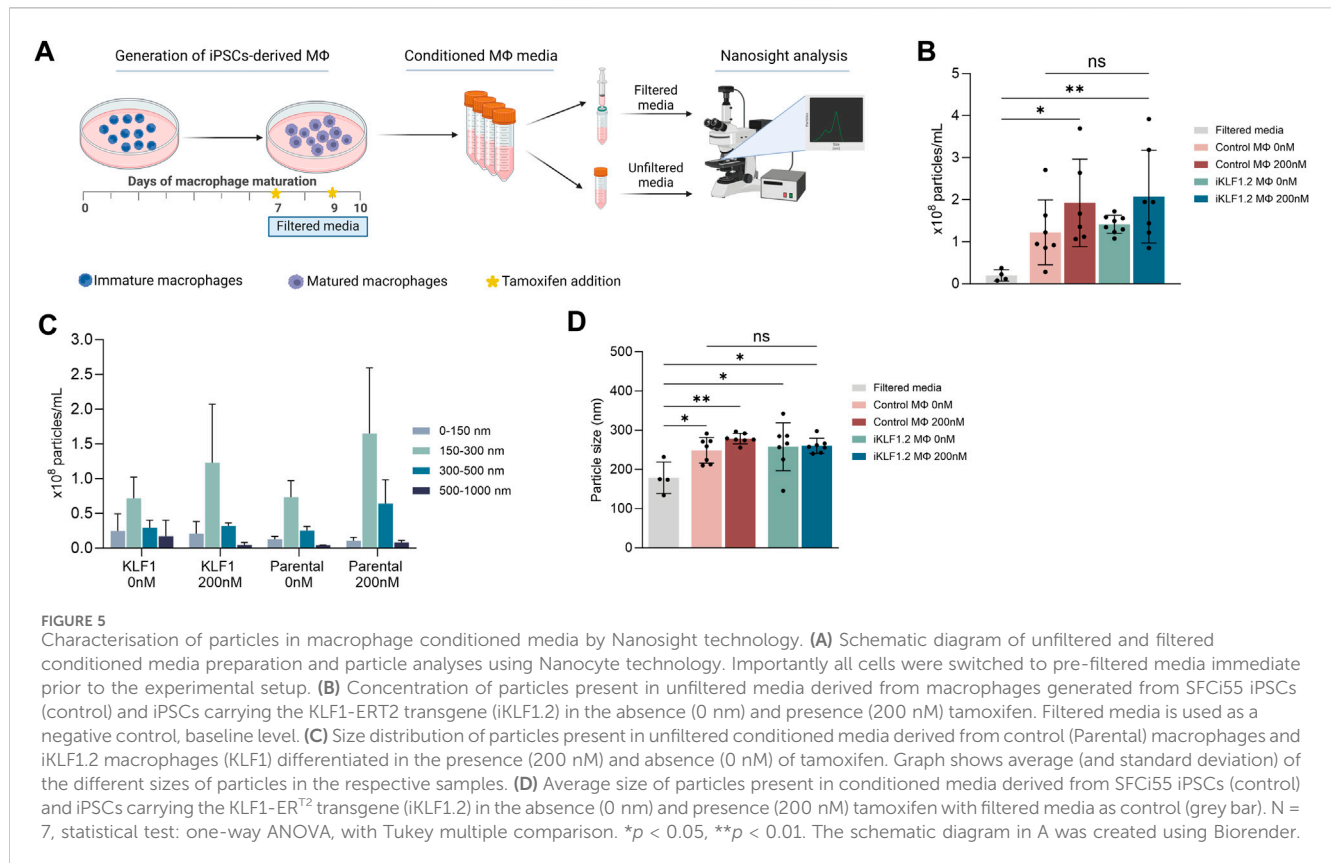 A
Generation of iPSCs-derived MΦ
Conditioned MΦ media
Nanosight analysis
Filtered media
Unfiltered media
Days of macrophage maturation
0 7 9 10
Filtered media
Immature macrophages
Matured macrophages
Tamoxifen addition
B
ns
**
*
x10⁸ particles/mL
5
4
3
2
1
0
Filtered media
Control MΦ 0nM
Control MΦ 200nM
iKLF1.2 MΦ 0nM
iKLF1.2 MΦ 200nM
C
x10⁸ particles/mL
3.0
2.5
2.0
1.5
1.0
0.5
0.0
KLF1 0nM
KLF1 200nM
Parental 0nM
Parental 200nM
0-150 nm
150-300 nm
300-500 nm
500-1000 nm
D
ns
*
*
**
*
Particle size (nm)
500
400
300
200
100
0
Filtered media
Control MΦ 0nM
Control MΦ 200nM
iKLF1.2 MΦ 0nM
iKLF1.2 MΦ 200nM
FIGURE 5
Characterisation of particles in macrophage conditioned media by Nanosight technology. (A) Schematic diagram of unfiltered and filtered
conditioned media preparation and particle analyses using Nanocyte technology. Importantly all cells were switched to pre-filtered media immediate
prior to the experimental setup. (B) Concentration of particles present in unfiltered media derived from macrophages generated from SFCi55 iPSCs
(control) and iPSCs carrying the KLF1-ERT2 transgene (iKLF1.2) in the absence (0 nm) and presence (200 nM) tamoxifen. Filtered media is used as a
negative control, baseline level. (C) Size distribution of particles present in unfiltered conditioned media derived from control (Parental) macrophages and
iKLF1.2 macrophages (KLF1) differentiated in the presence (200 nM) and absence (0 nM) of tamoxifen. Graph shows average (and standard deviation) of
the different sizes of particles in the respective samples. (D) Average size of particles present in conditioned media derived from SFCi55 iPSCs (control)
and iPSCs carrying the KLF1-ERᵀ² transgene (iKLF1.2) in the absence (0 nm) and presence (200 nM) tamoxifen with filtered media as control (grey bar). N =
7, statistical test: one-way ANOVA, with Tukey multiple comparison. *p < 0.05, **p < 0.01. The schematic diagram in A was created using Biorender.